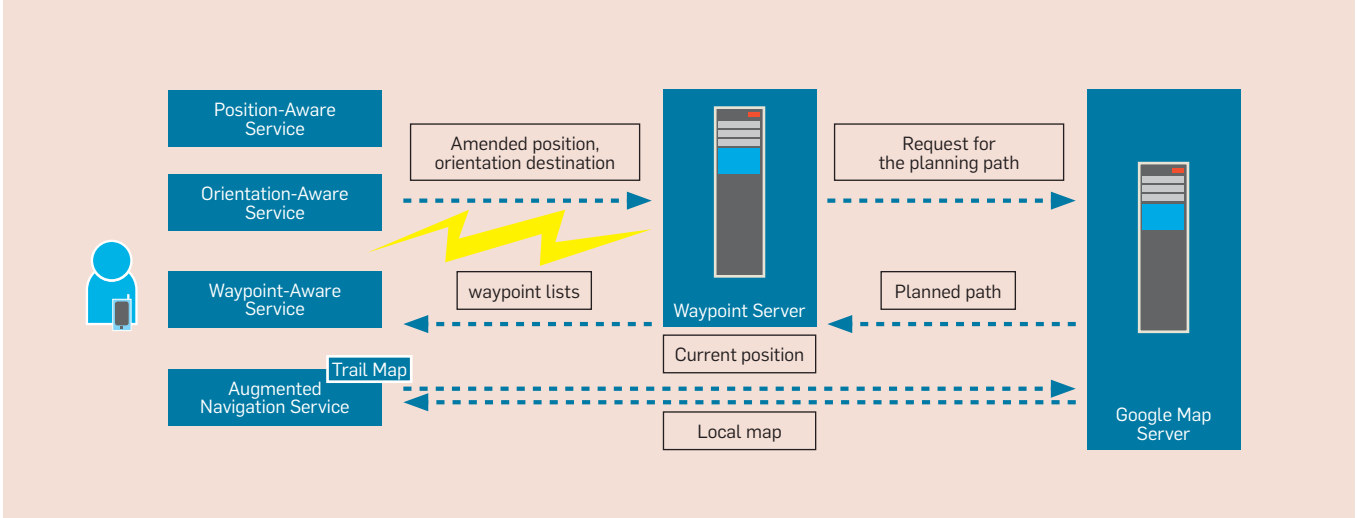 Position-Aware
Service
Orientation-Aware
Service
Waypoint-Aware
Service
Trail Map
Augmented
Navigation Service
Amended position,
orientation destination
waypoint lists
Waypoint Server
Current position
Local map
Request for
the planning path
Planned path
Google Map
Server